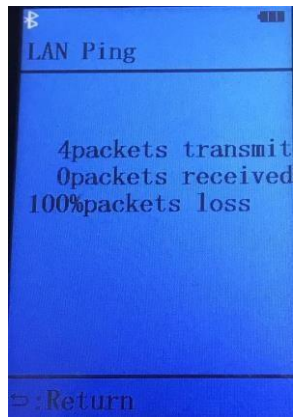 LAN Ping
4packets transmit
0packets received
100%packets loss
:Return